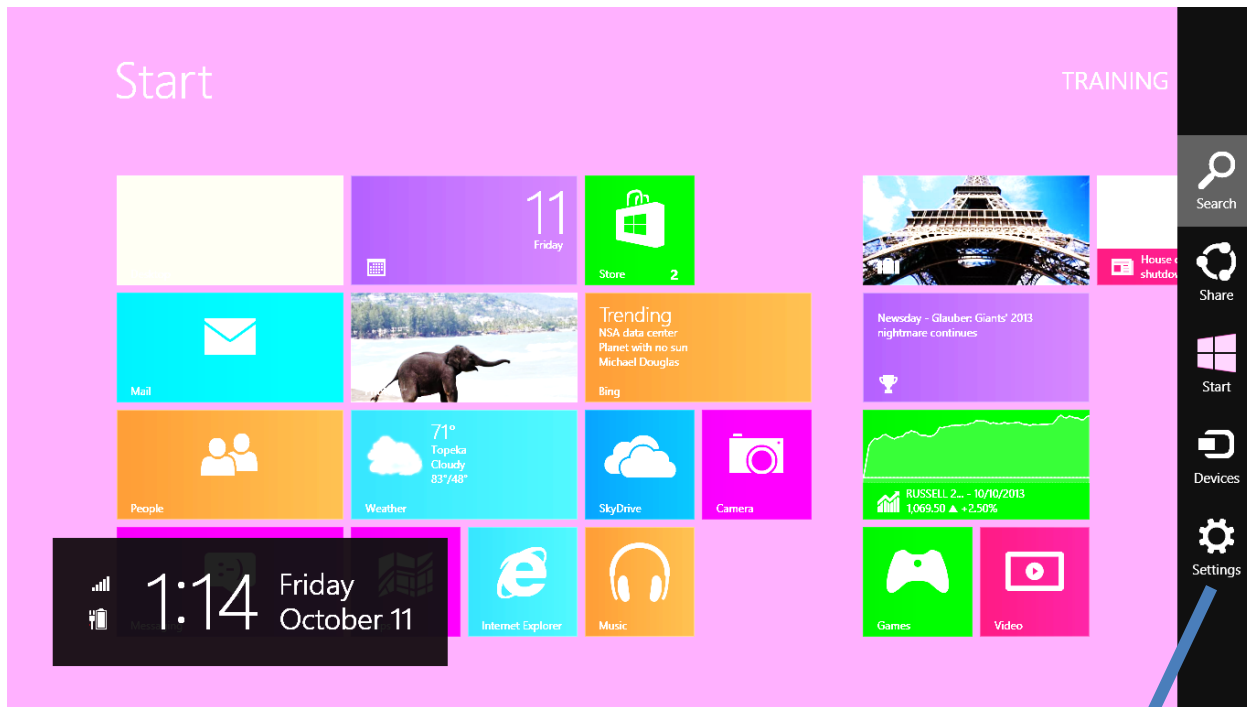 Start
TRAINING
11
Friday
Store 2
House
shutdo
Mail
Trending
NSA data center
Planet with no sun
Michael Douglas
Bing
Newsday - Glauber: Giants' 2013
nightmare continues
People
71°
Topeka
Cloudy
83°/48°
Weather
SkyDrive
Camera
RUSSELL 2... - 10/10/2013
1,069.50 ▲ +2.50%
Messaging
Internet Explorer
Music
Games
Video
1:14
Friday
October 11
Search
Share
Start
Devices
Settings